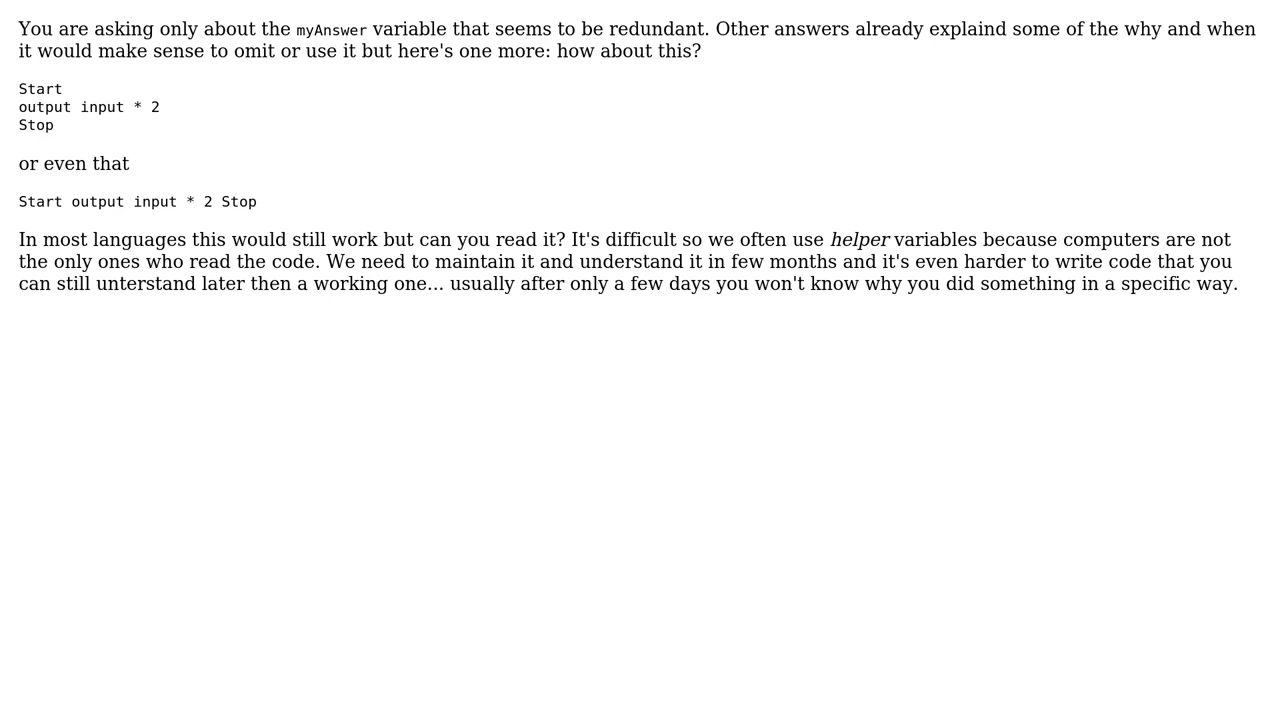 You are asking only about the myAnswer variable that seems to be redundant. Other answers already explaind some of the why and when
it would make sense to omit or use it but here's one more: how about this?
Start
output input * 2
Stop
or even that
Start output input * 2 Stop
In most languages this would still work but can you read it? It's difficult so we often use helper variables because computers are not
the only ones who read the code. We need to maintain it and understand it in few months and it's even harder to write code that you
can still unterstand later then a working one... usually after only a few days you won't know why you did something in a specific way.